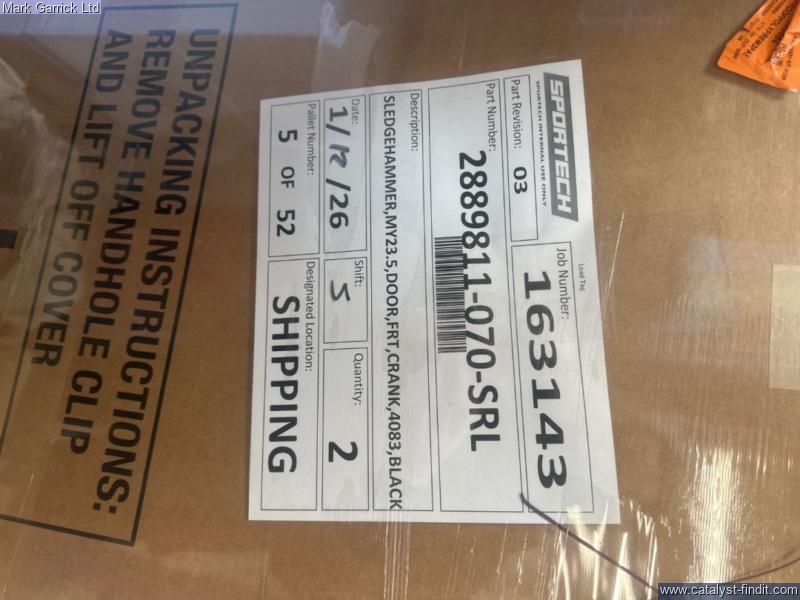 Mark Garrick Ltd
UNPACKING INSTRUCTIONS:
REMOVE HANDHOLE CLIP
AND LIFT OFF COVER
SPORTECH
SPORTECH INTERNAL USE ONLY
Load Tag
Part Revision: 03
Job Number:
163143
Part Number:
2889811-070-SRL
Description:
SLEDGEHAMMER,MY23.5,DOOR,FRT,CRANK,4083,BLACK
Date:
1/12/26
Shift:
5
Quantity:
2
Pallet Number:
5 OF 52
Designated Location:
SHIPPING
www.catalyst-findit.com